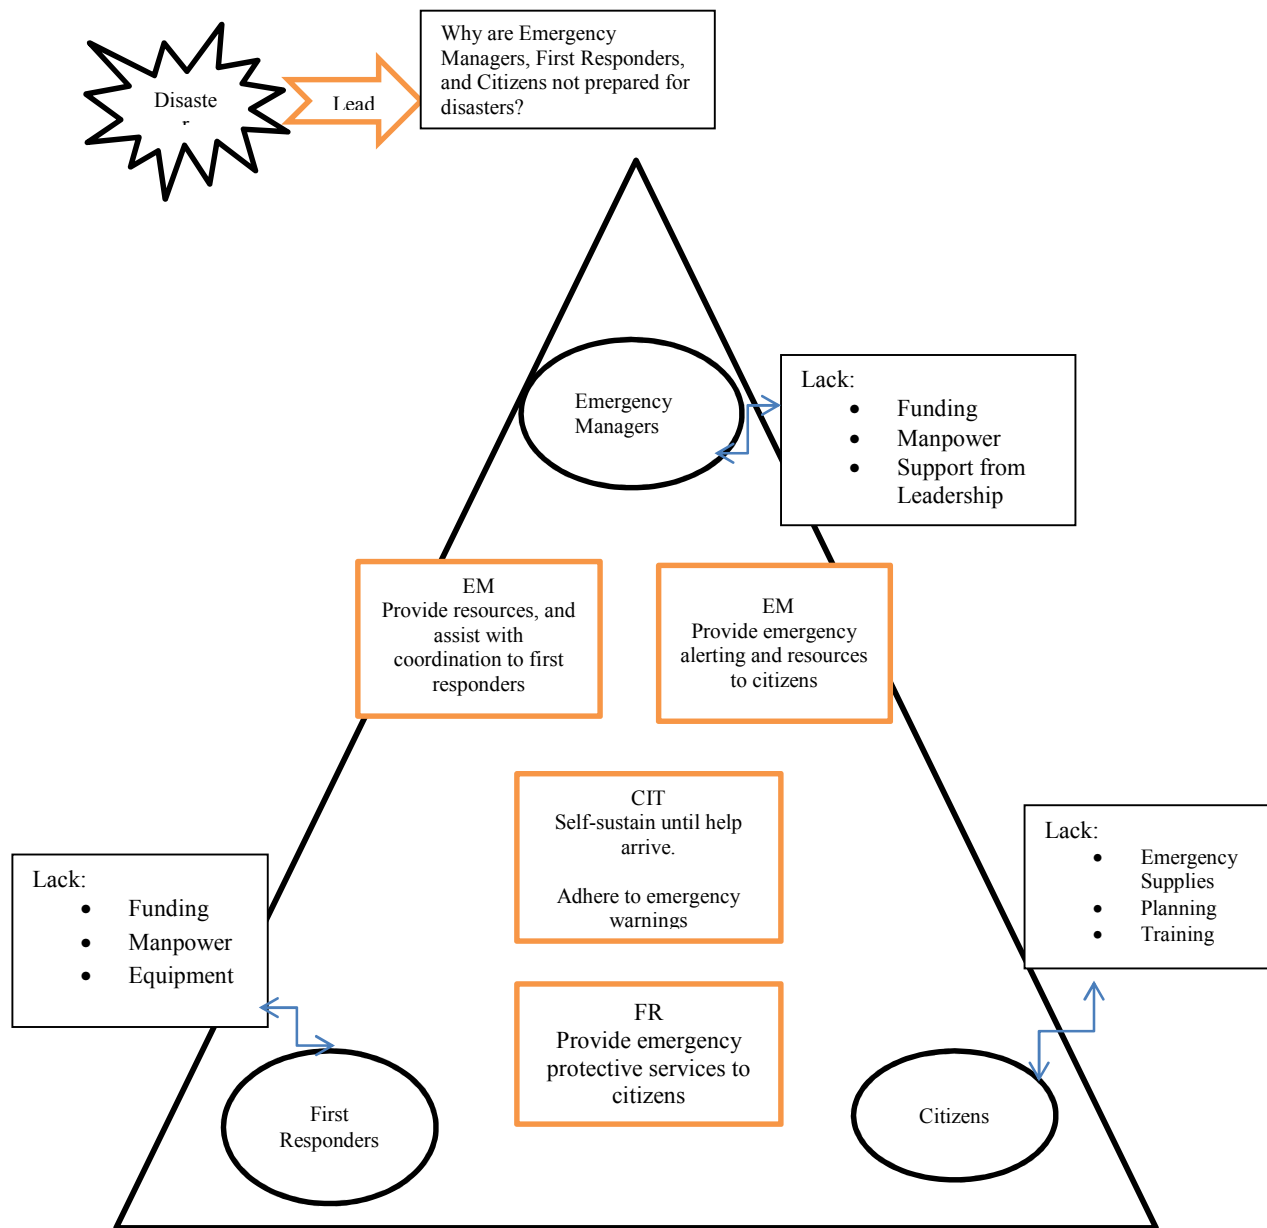 Why are Emergency
Managers, First Responders,
and Citizens not prepared for
disasters?
Disaste
r
Lead
Emergency
Managers
Lack:
• Funding
• Manpower
• Support from
Leadership
EM
Provide resources, and
assist with
coordination to first
responders
EM
Provide emergency
alerting and resources
to citizens
CIT
Self-sustain until help
arrive.
Adhere to emergency
warnings
Lack:
• Emergency
Supplies
• Planning
• Training
Lack:
• Funding
• Manpower
• Equipment
FR
Provide emergency
protective services to
citizens
First
Responders
Citizens